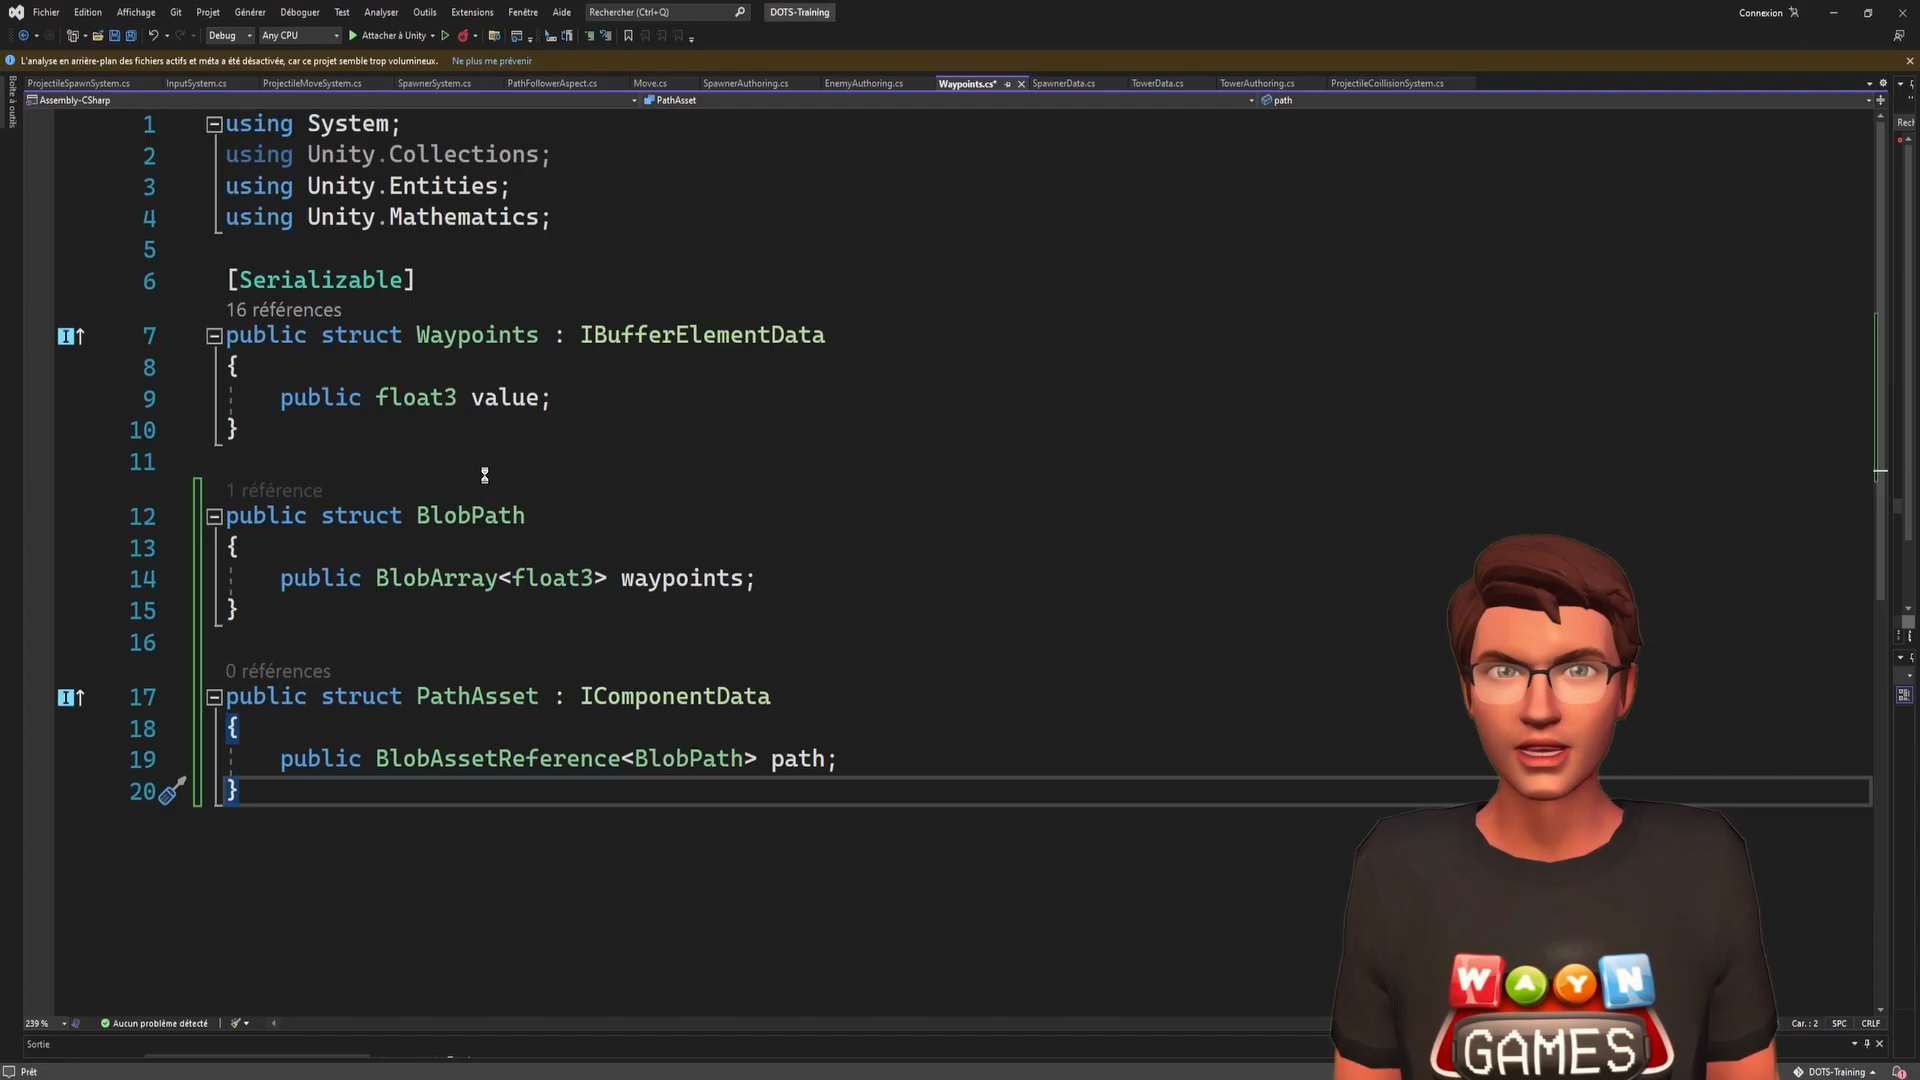 Fichier Edition Affichage Git Projet Générer Déboguer Test Analyser Outils Extensions Fenêtre Aide Rechercher (Ctrl+Q) DOTS-Training Connexion
Debug Any CPU Attacher à Unity
L'analyse en arrière-plan des fichiers actifs et méta a été désactivée, car ce projet semble trop volumineux. Ne plus me prévenir
Boîte à outils
ProjectileSpawnSystem.cs InputSystem.cs ProjectileMoveSystem.cs SpawnerSystem.cs PathFollowerAspect.cs Move.cs SpawnerAuthoring.cs EnemyAuthoring.cs Waypoints.cs* SpawnerData.cs TowerData.cs TowerAuthoring.cs ProjectileCoillisionSystem.cs
Assembly-CSharp PathAsset path
Rech
1 using System;
2 using Unity.Collections;
3 using Unity.Entities;
4 using Unity.Mathematics;
5
6 [Serializable]
16 références
7 public struct Waypoints : IBufferElementData
8 {
9 public float3 value;
10 }
11
1 référence
12 public struct BlobPath
13 {
14 public BlobArray<float3> waypoints;
15 }
16
0 références
17 public struct PathAsset : IComponentData
18 {
19 public BlobAssetReference<BlobPath> path;
20 }
WAYN
GAMES
239 % Aucun problème détecté Car. : 2 SPC CRLF
Sortie
Prêt DOTS-Training